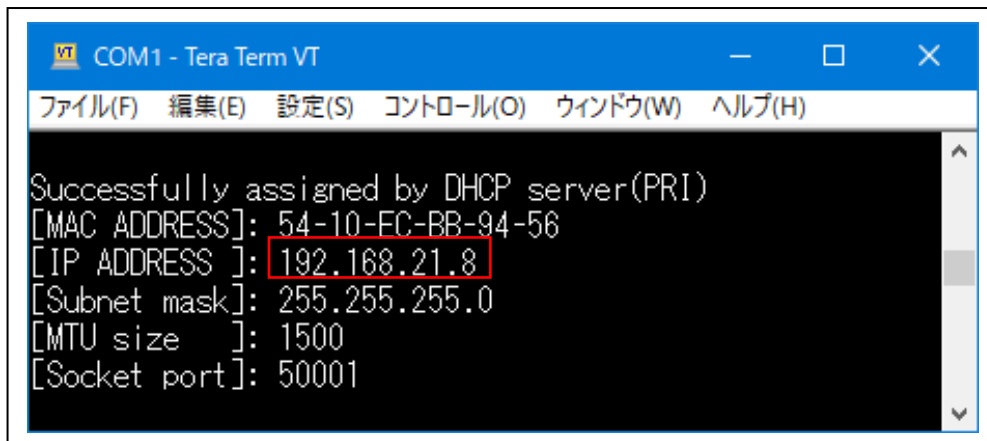 COM1 - Tera Term VT
ファイル(F) 編集(E) 設定(S) コントロール(O) ウィンドウ(W) ヘルプ(H)
Successfully assigned by DHCP server(PRI)
[MAC ADDRESS]: 54-10-EC-BB-94-56
[IP ADDRESS ]: 192.168.21.8
[Subnet mask]: 255.255.255.0
[MTU size   ]: 1500
[Socket port]: 50001